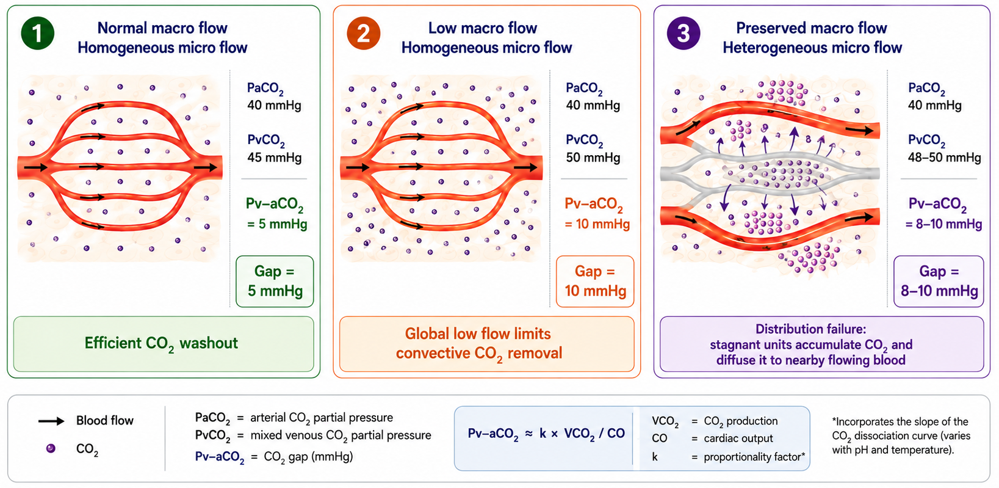 1
Normal macro flow
Homogeneous micro flow
PaCO₂
40 mmHg
PvCO₂
45 mmHg
Pv–aCO₂
= 5 mmHg
Gap =
5 mmHg
Efficient CO₂ washout
2
Low macro flow
Homogeneous micro flow
PaCO₂
40 mmHg
PvCO₂
50 mmHg
Pv–aCO₂
= 10 mmHg
Gap =
10 mmHg
Global low flow limits
convective CO₂ removal
3
Preserved macro flow
Heterogeneous micro flow
PaCO₂
40 mmHg
PvCO₂
48–50 mmHg
Pv–aCO₂
= 8–10 mmHg
Gap =
8–10 mmHg
Distribution failure:
stagnant units accumulate CO₂ and
diffuse it to nearby flowing blood
Blood flow
CO₂
PaCO₂ = arterial CO₂ partial pressure
PvCO₂ = mixed venous CO₂ partial pressure
Pv–aCO₂ = CO₂ gap (mmHg)
Pv–aCO₂ ≈ k × VCO₂ / CO
VCO₂ = CO₂ production
CO = cardiac output
k = proportionality factor*
*Incorporates the slope of the
CO₂ dissociation curve (varies
with pH and temperature).